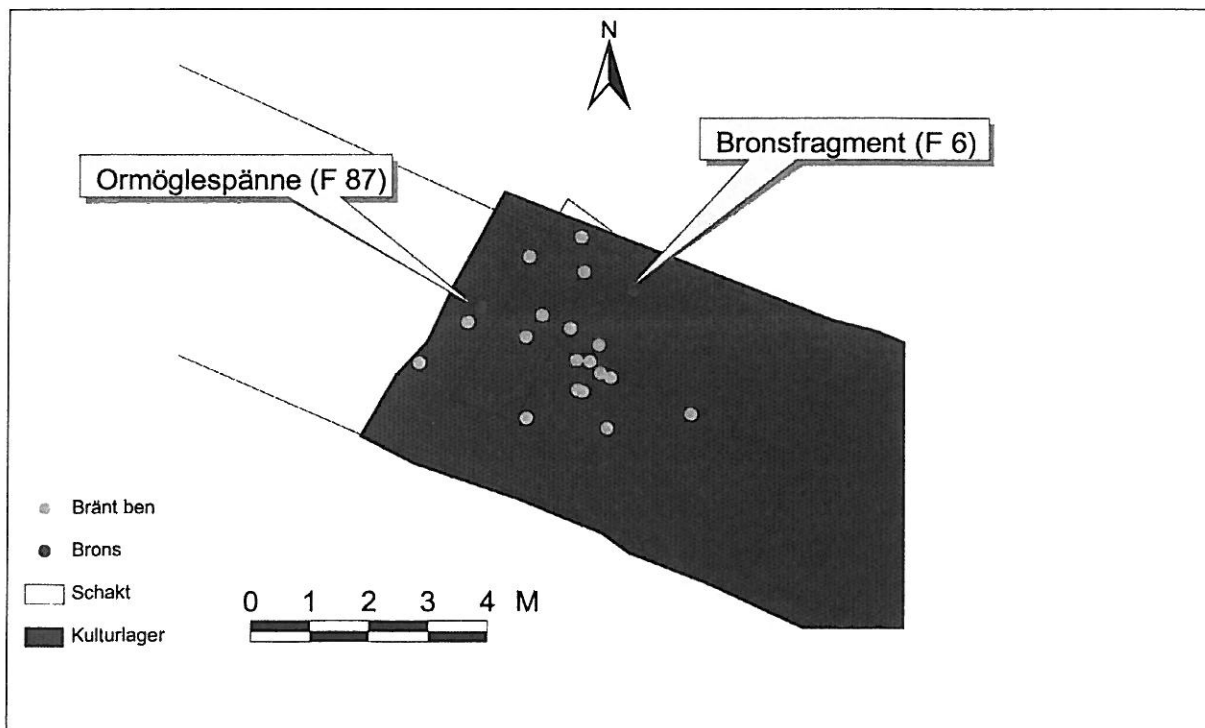 N
Bronsfragment (F 6)
Ormöglespänne (F 87)
Bränt ben
Brons
Schakt
Kulturlager
0 1 2 3 4 M